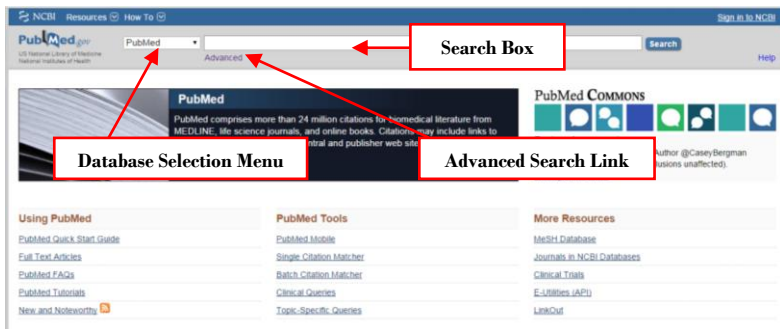 NCBI Resources How To Sign in to NCBI
PubMed.gov PubMed Search
US National Library of Medicine
National Institutes of Health
Advanced Help
Search Box
PubMed
PubMed comprises more than 24 million citations for biomedical literature from
MEDLINE, life science journals, and online books. Citations may include links to
ntral and publisher web site
PubMed COMMONS
Author @CaseyBergman
lusions unaffected).
Database Selection Menu
Advanced Search Link
Using PubMed
PubMed Quick Start Guide
Full Text Articles
PubMed FAQs
PubMed Tutorials
New and Noteworthy
PubMed Tools
PubMed Mobile
Single Citation Matcher
Batch Citation Matcher
Clinical Queries
Topic-Specific Queries
More Resources
MeSH Database
Journals in NCBI Databases
Clinical Trials
E-Utilities (API)
LinkOut